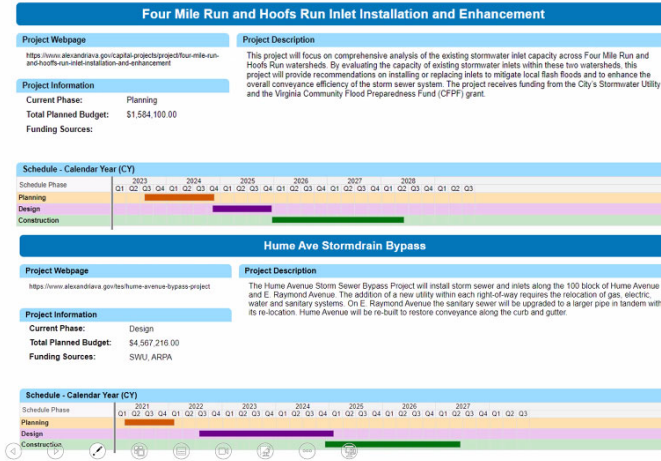 Four Mile Run and Hoofs Run Inlet Installation and Enhancement
Project Webpage
https://www.alexandriava.gov/capital-projects/project/four-mile-run-
and-hooffs-run-inlet-installation-and-enhancement
Project Description
This project will focus on comprehensive analysis of the existing stormwater inlet capacity across Four Mile Run and
Hoofs Run watersheds. By evaluating the capacity of existing stormwater inlets within these two watersheds, this
project will provide recommendations on installing or replacing inlets to mitigate local flash floods and to enhance the
overall conveyance efficiency of the storm sewer system. The project receives funding from the City's Stormwater Utility
and the Virginia Community Flood Preparedness Fund (CFPF) grant.
Project Information
Current Phase: Planning
Total Planned Budget: $1,584,100.00
Funding Sources:
Schedule - Calendar Year (CY)
Schedule Phase
2023 2024 2025 2026 2027 2028
Q1 Q2 Q3 Q4 Q1 Q2 Q3 Q4 Q1 Q2 Q3 Q4 Q1 Q2 Q3 Q4 Q1 Q2 Q3 Q4 Q1 Q2 Q3 Q4 Q1 Q2 Q3
Planning
Design
Construction
Hume Ave Stormdrain Bypass
Project Webpage
https://www.alexandriava.gov/tes/hume-avenue-bypass-project
Project Description
The Hume Avenue Storm Sewer Bypass Project will install storm sewer and inlets along the 100 block of Hume Avenue
and E. Raymond Avenue. The addition of a new utility within each right-of-way requires the relocation of gas, electric,
water and sanitary systems. On E. Raymond Avenue the sanitary sewer will be upgraded to a larger pipe in tandem with
its re-location. Hume Avenue will be re-built to restore conveyance along the curb and gutter.
Project Information
Current Phase: Design
Total Planned Budget: $4,567,216.00
Funding Sources: SWU, ARPA
Schedule - Calendar Year (CY)
Schedule Phase
2021 2022 2023 2024 2025 2026 2027
Q1 Q2 Q3 Q4 Q1 Q2 Q3 Q4 Q1 Q2 Q3 Q4 Q1 Q2 Q3 Q4 Q1 Q2 Q3 Q4 Q1 Q2 Q3 Q4 Q1 Q2 Q3 Q4 Q1 Q2 Q3
Planning
Design
Construction